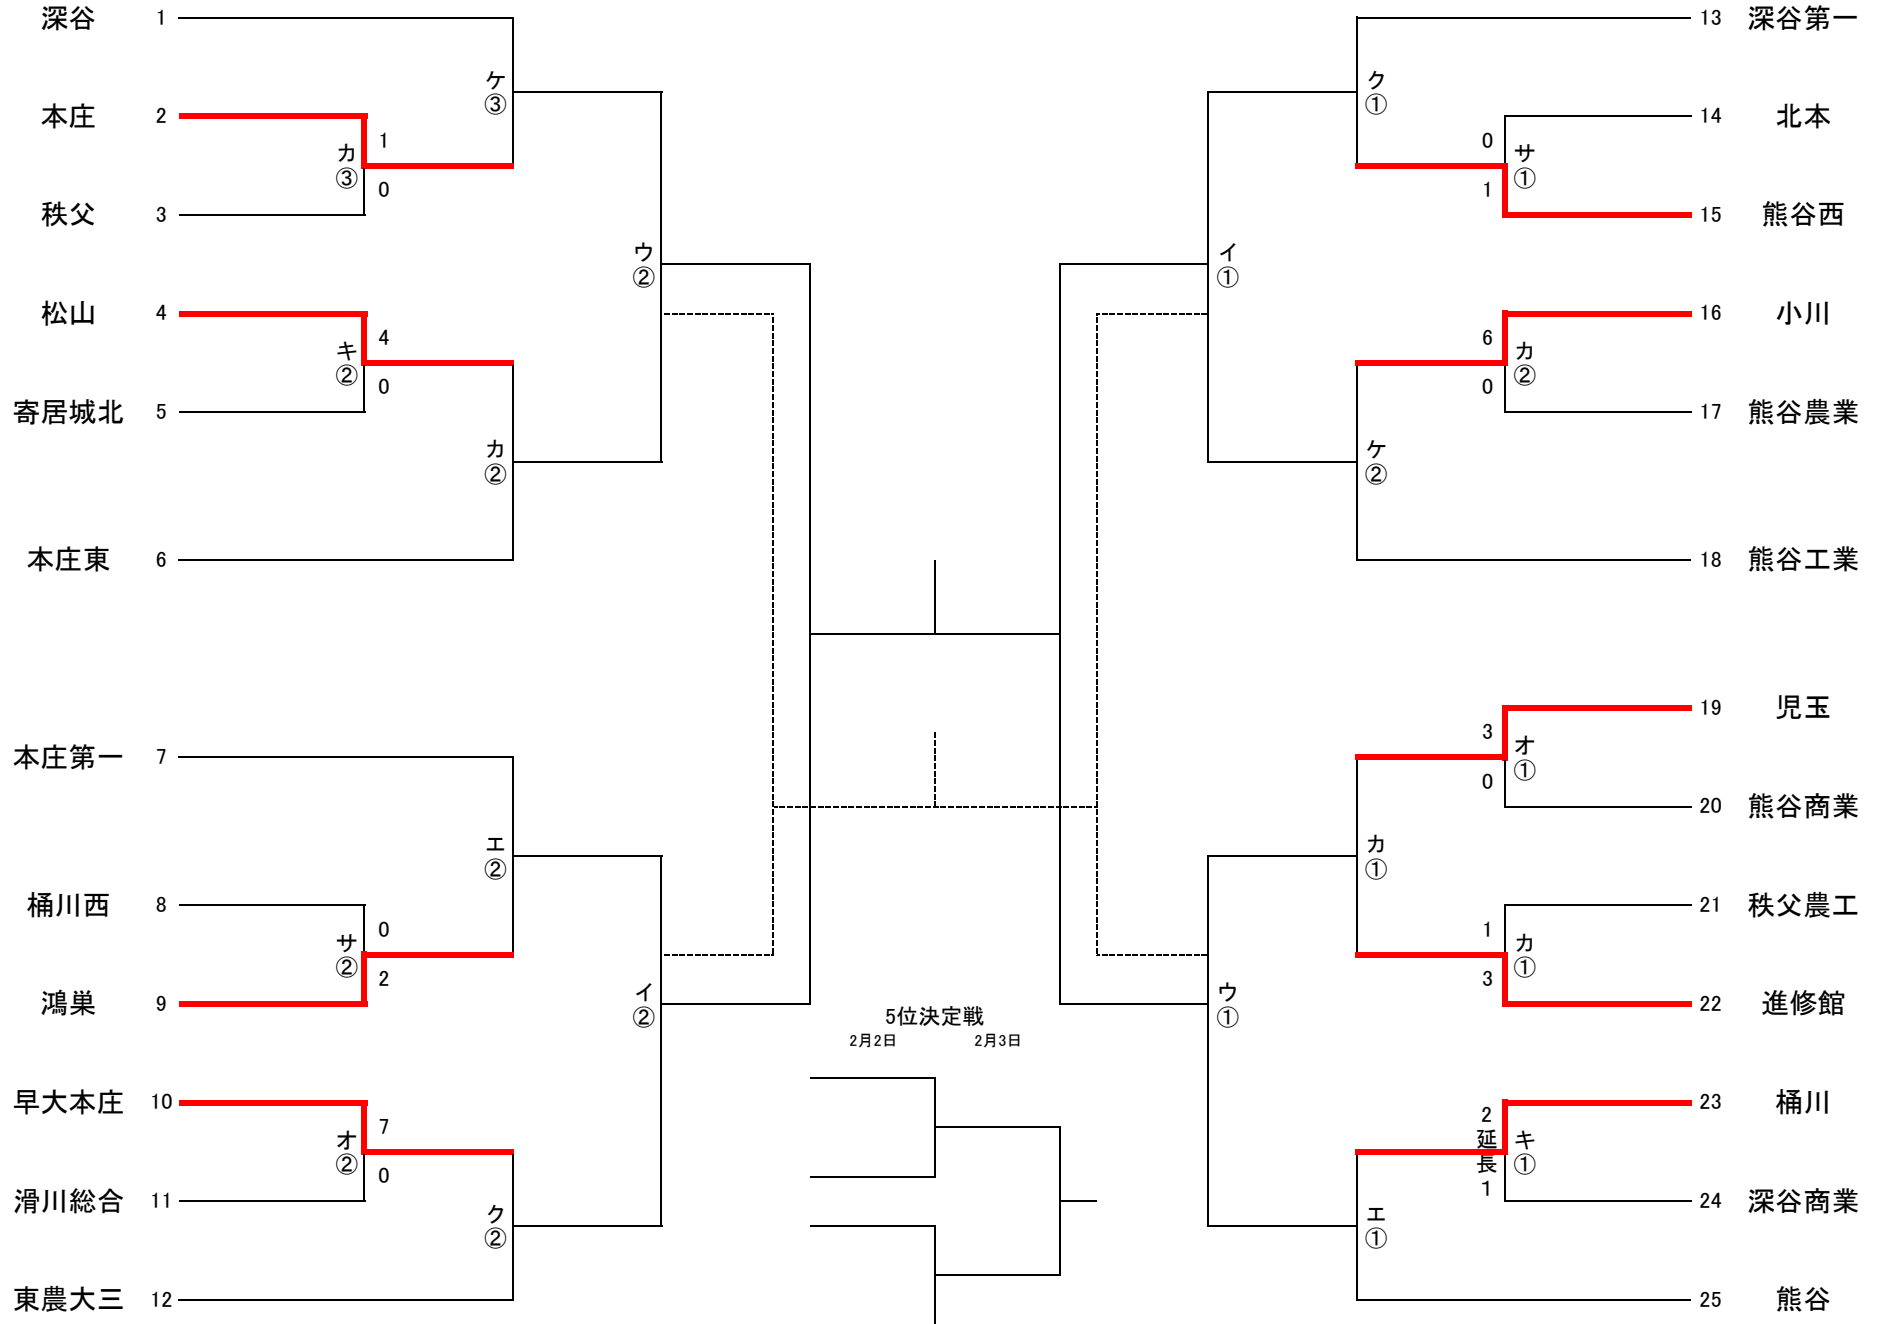 深谷 1
ケ
③
本庄 2
1
カ
③
0
秩父 3
ウ
②
松山 4
4
キ
②
0
寄居城北 5
カ
②
本庄東 6
本庄第一 7
エ
②
桶川西 8
0
サ
②
2
鴻巣 9
イ
②
早大本庄 10
7
オ
②
0
滑川総合 11
ク
②
東農大三 12
5位決定戦
2月2日 2月3日
13 深谷第一
ク
①
14 北本
0
サ
①
1
15 熊谷西
イ
①
16 小川
6
カ
②
0
17 熊谷農業
ケ
②
18 熊谷工業
19 児玉
3
オ
①
0
20 熊谷商業
カ
①
21 秩父農工
1
カ
①
3
22 進修館
ウ
①
23 桶川
2
延
長
1
キ
①
24 深谷商業
エ
①
25 熊谷